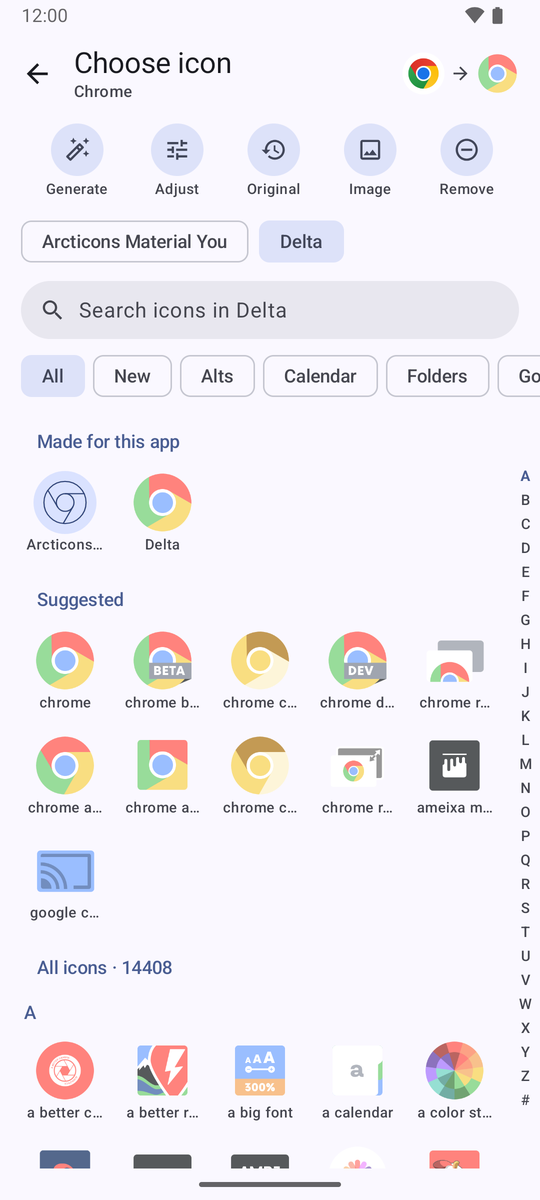 12:00
Choose icon
Chrome
Generate
Adjust
Original
Image
Remove
Arcticons Material You
Delta
Search icons in Delta
All
New
Alts
Calendar
Folders
Go
Made for this app
Arcticons...
Delta
Suggested
chrome
BETA
chrome b...
chrome c...
DEV
chrome d...
chrome r...
chrome a...
chrome a...
chrome c...
chrome r...
ameixa m...
google c...
All icons · 14408
A
AAA
300%
a
a better c...
a better r...
a big font
a calendar
a color st...
A
B
C
D
E
F
G
H
I
J
K
L
M
N
O
P
Q
R
S
T
U
V
W
X
Y
Z
#